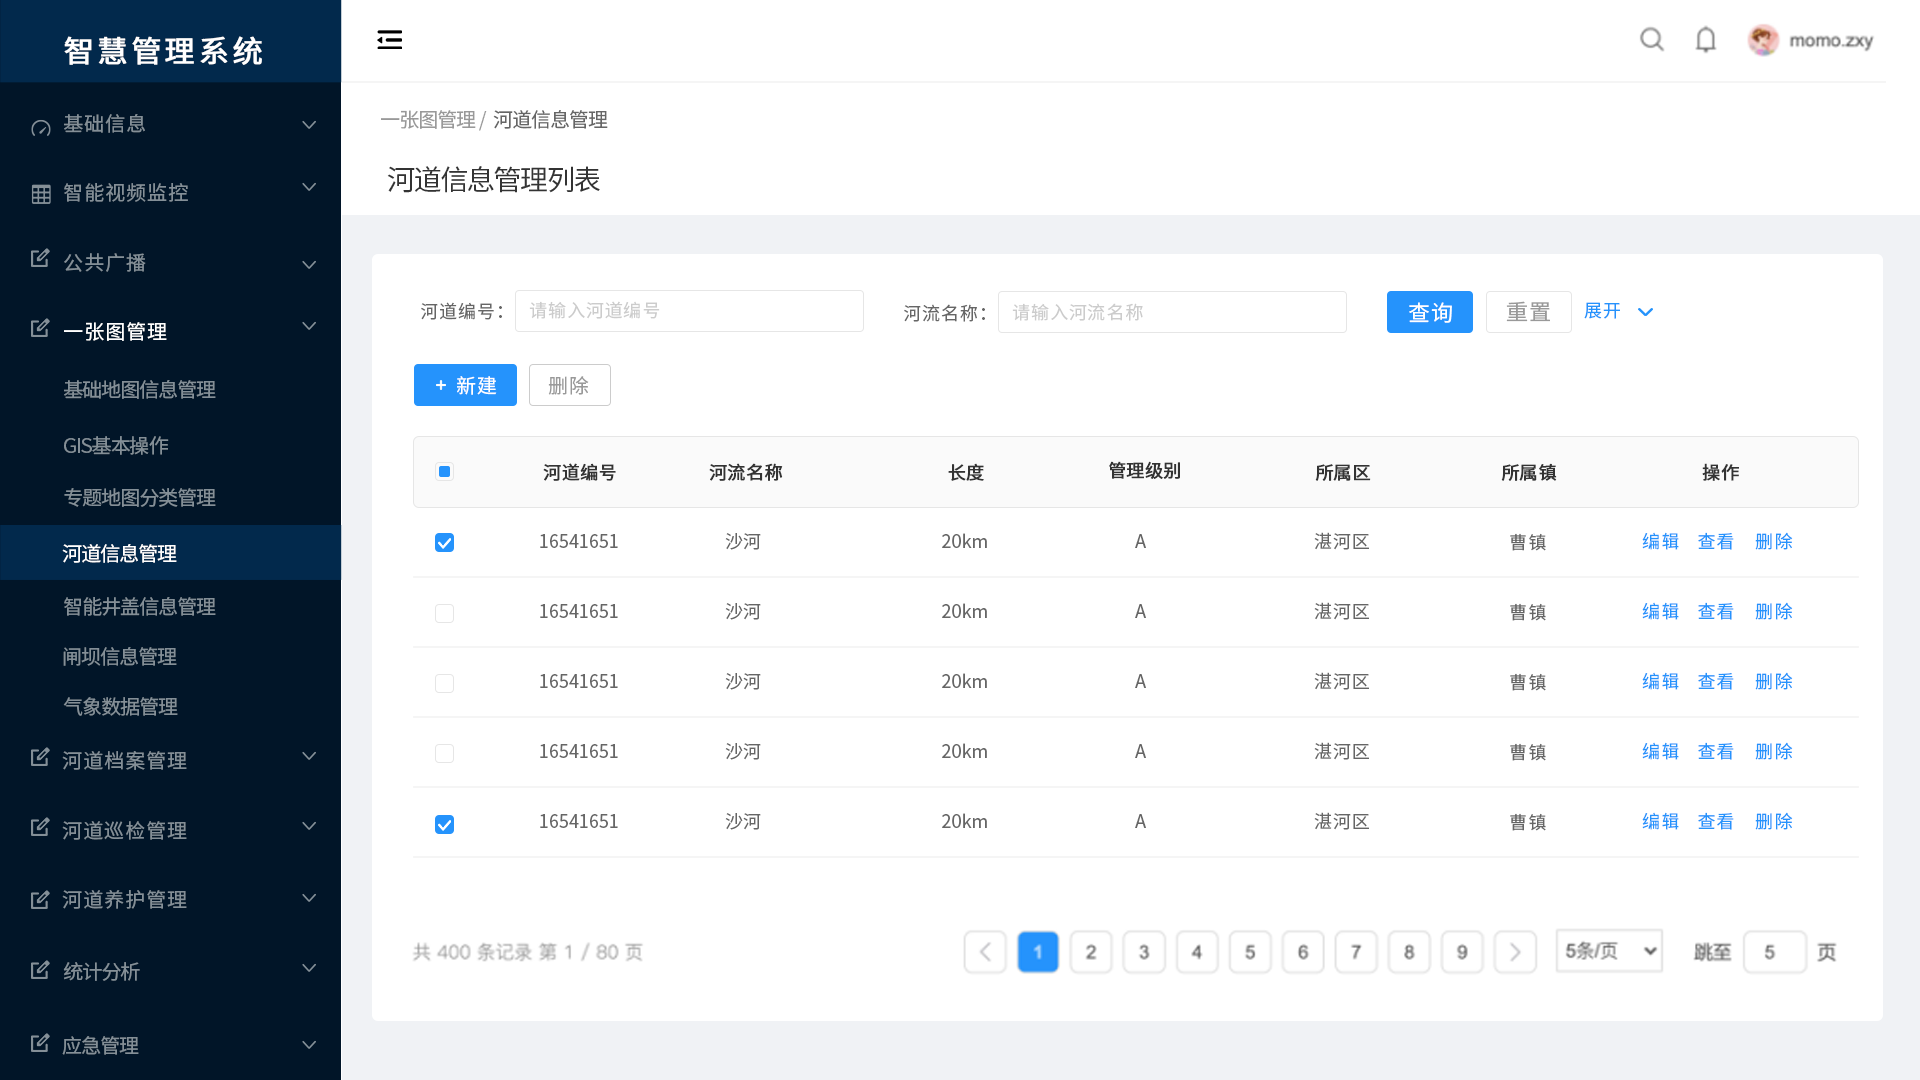 智慧管理系统
基础信息
智能视频监控
公共广播
一张图管理
基础地图信息管理
GIS基本操作
专题地图分类管理
河道信息管理
智能井盖信息管理
闸坝信息管理
气象数据管理
河道档案管理
河道巡检管理
河道养护管理
统计分析
应急管理
momo.zxy
一张图管理 / 河道信息管理
河道信息管理列表
河道编号： 请输入河道编号 河流名称： 请输入河流名称 查询 重置 展开
+ 新建 删除
河道编号 河流名称 长度 管理级别 所属区 所属镇 操作
16541651 沙河 20km A 湛河区 曹镇 编辑 查看 删除
16541651 沙河 20km A 湛河区 曹镇 编辑 查看 删除
16541651 沙河 20km A 湛河区 曹镇 编辑 查看 删除
16541651 沙河 20km A 湛河区 曹镇 编辑 查看 删除
16541651 沙河 20km A 湛河区 曹镇 编辑 查看 删除
共 400 条记录 第 1 / 80 页 1 2 3 4 5 6 7 8 9 5条/页 跳至 5 页